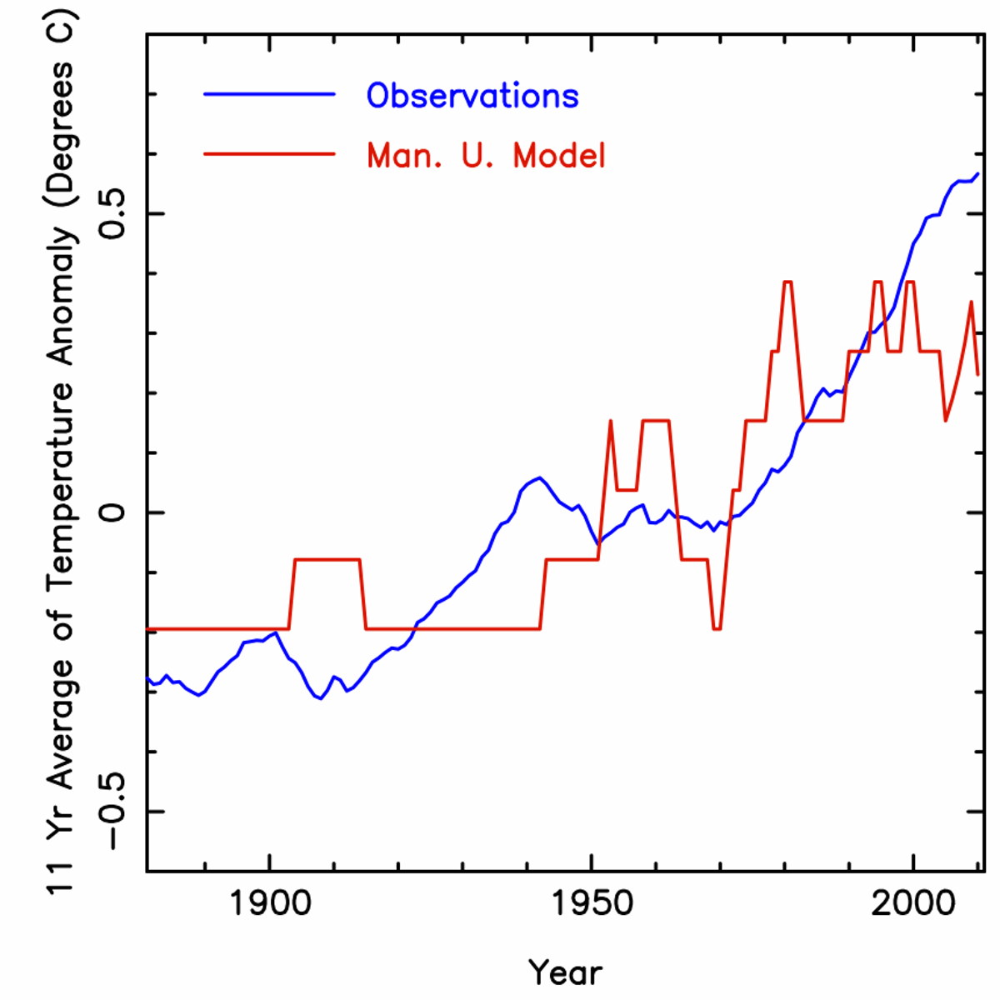 11 Yr Average of Temperature Anomaly (Degrees C)
Observations
Man. U. Model
0.5
0
−0.5
1900 1950 2000
Year